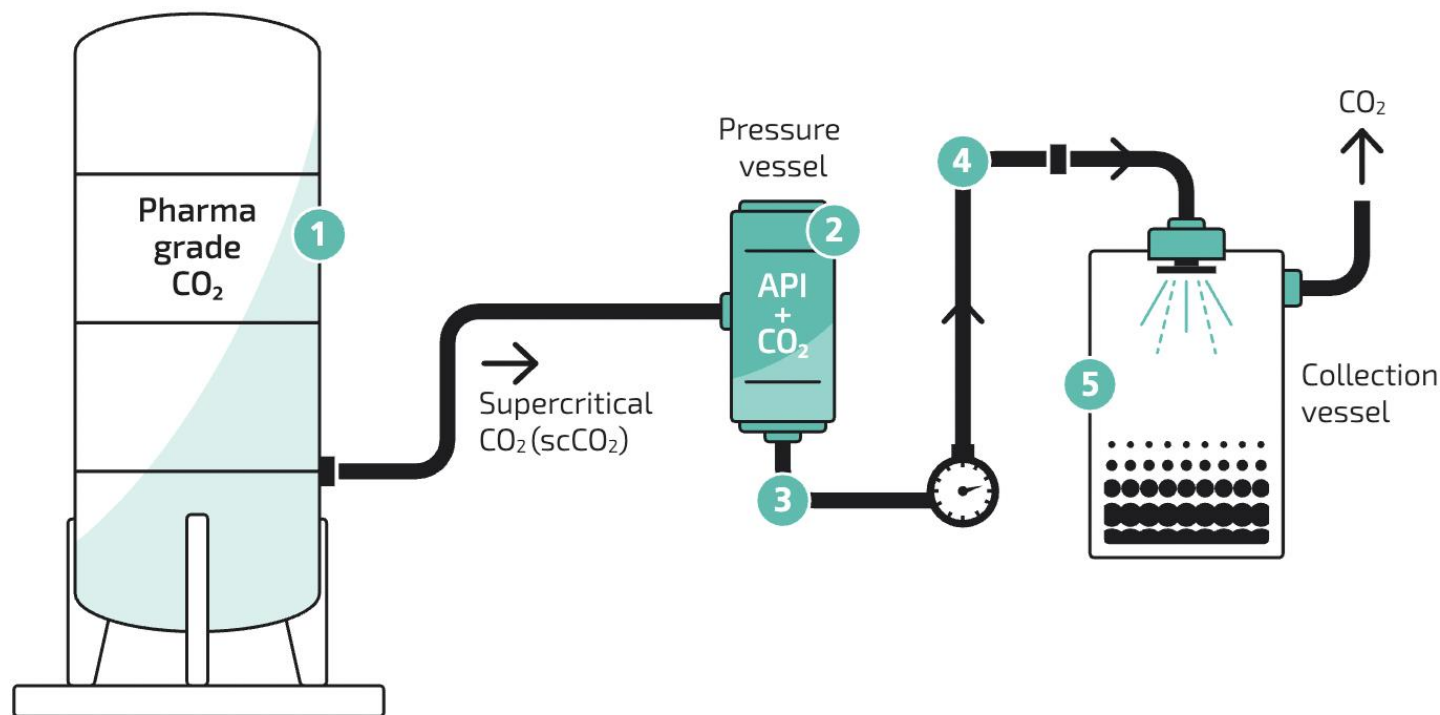 Pharma
grade
CO₂
1
Supercritical
CO₂ (scCO₂)
Pressure
vessel
2
API
+
CO₂
3
4
CO₂
5
Collection
vessel